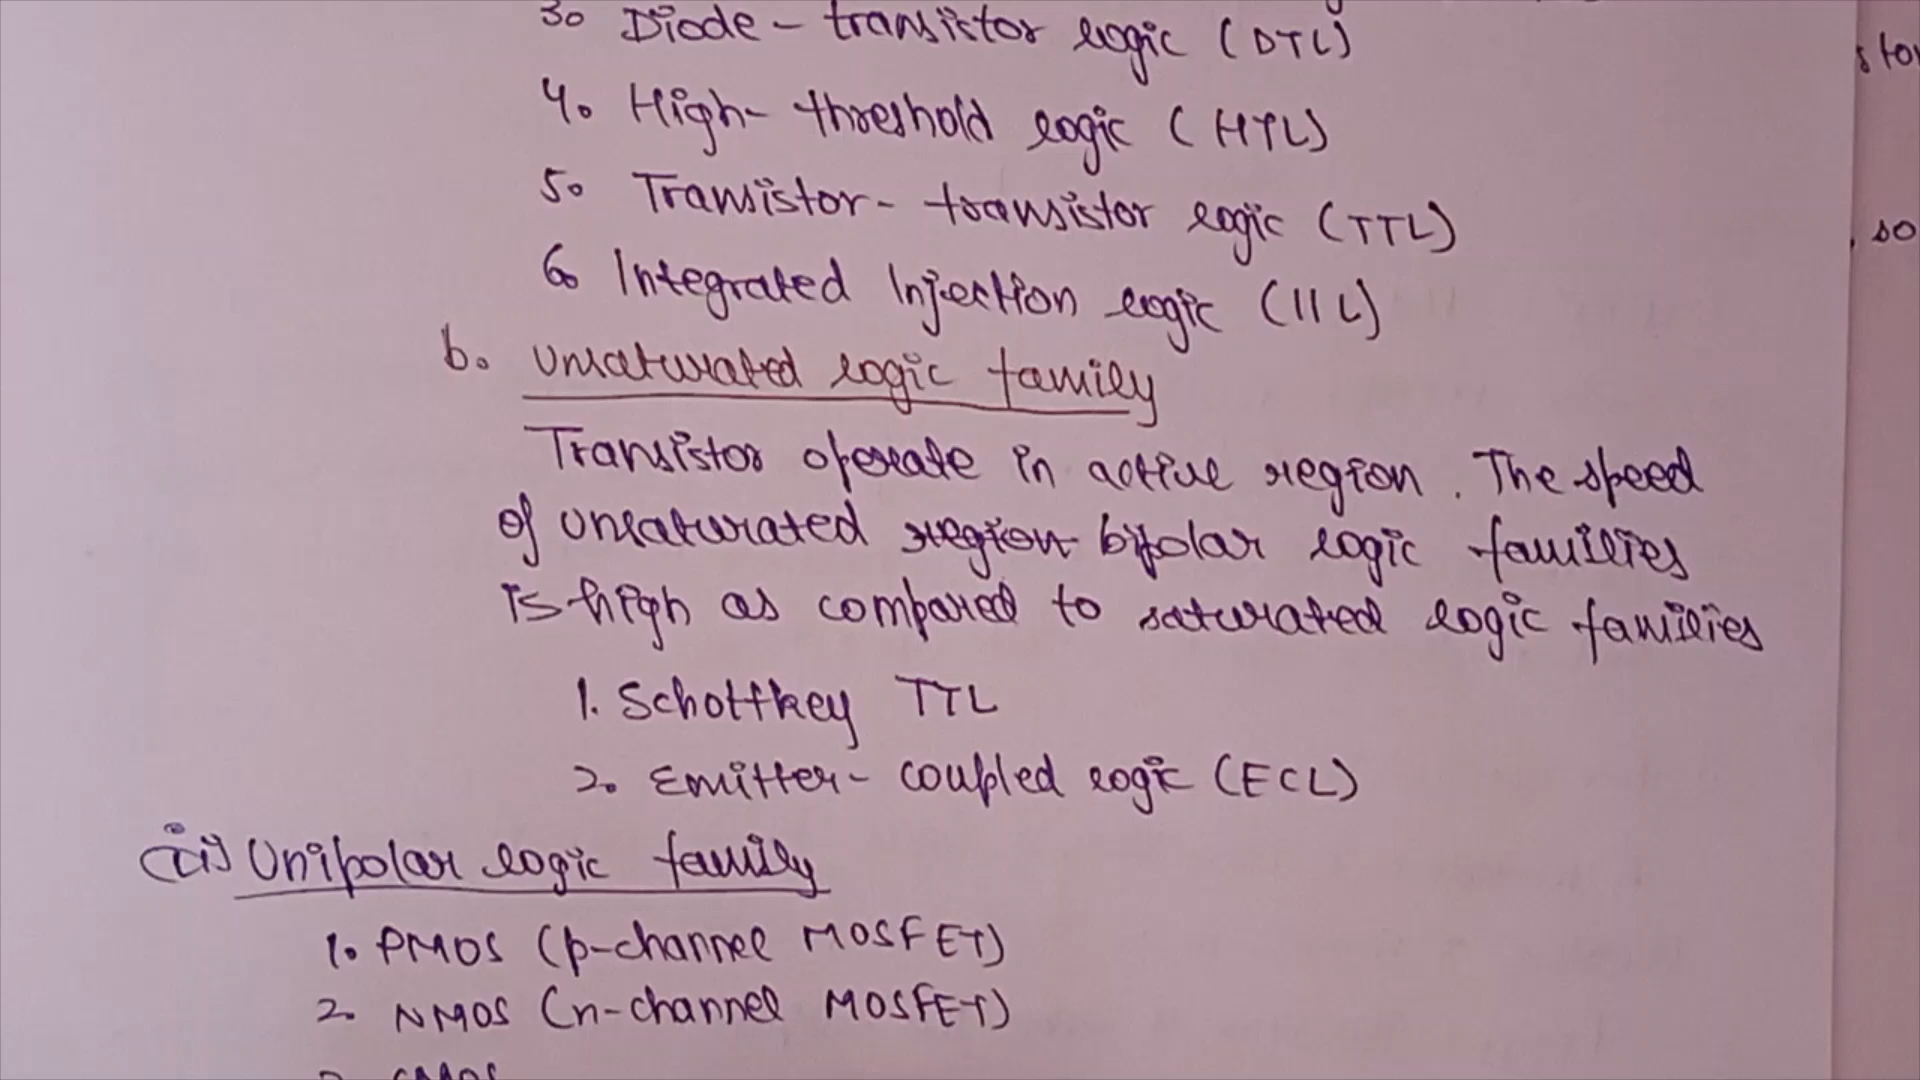 3. Diode - transistor logic (DTL)
4. High- threshold logic (HTL)
5. Transistor - transistor logic (TTL)
6. Integrated Injection logic (IIL)
b. Unsaturated logic family
Transistor operate in active region. The speed
of unsaturated region bipolar logic families
is high as compared to saturated logic families
1. Schottkey TTL
2. Emitter - coupled logic (ECL)
(ii) Unipolar logic family
1. PMOS (p-channel MOSFET)
2. NMOS (n-channel MOSFET)
3. CMOS
so